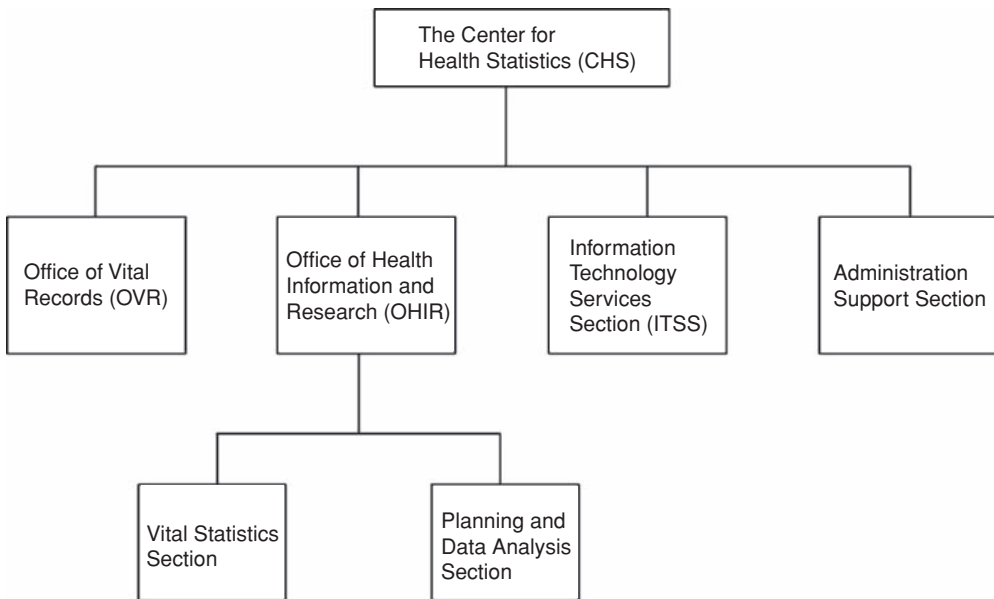 The Center for
Health Statistics (CHS)
Office of Vital
Records (OVR)
Office of Health
Information and
Research (OHIR)
Information
Technology
Services
Section (ITSS)
Administration
Support Section
Vital Statistics
Section
Planning and
Data Analysis
Section